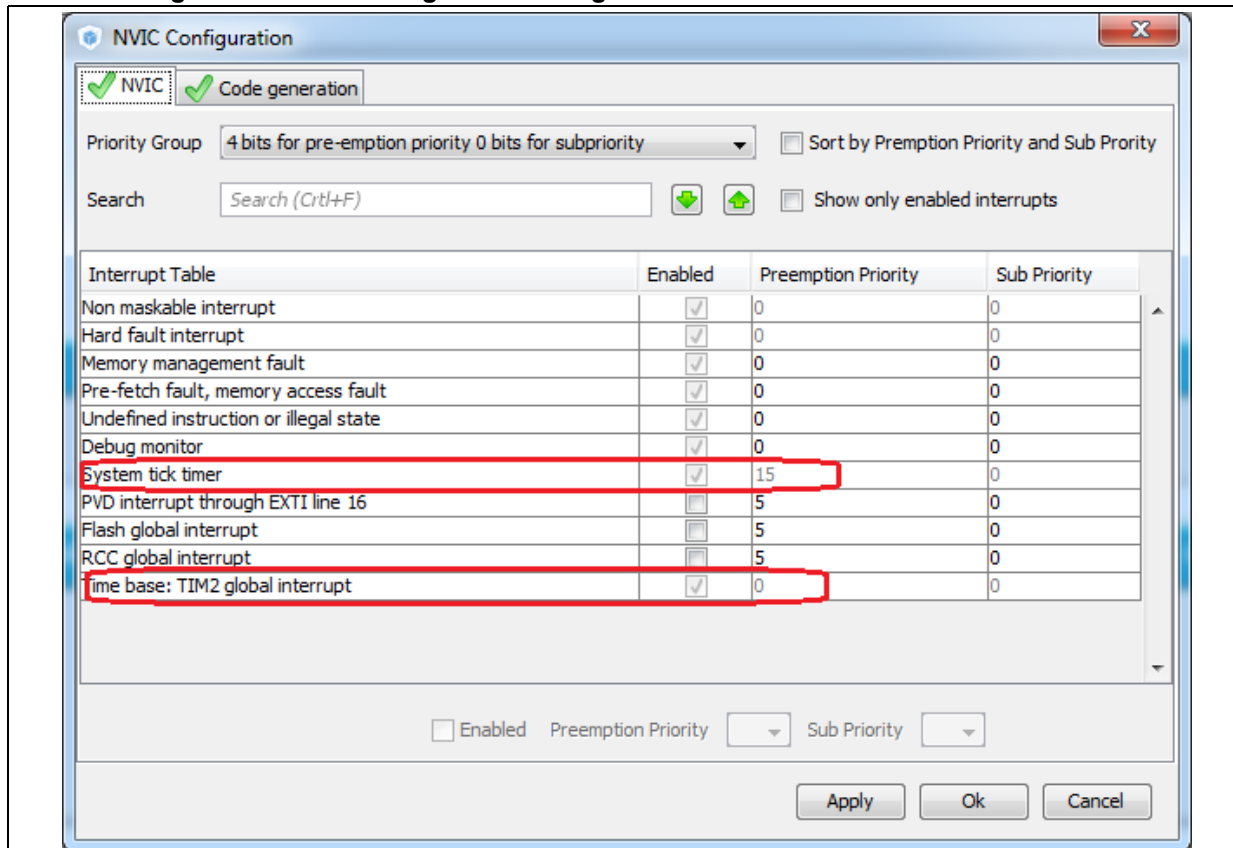 NVIC Configuration
NVIC Code generation
Priority Group 4 bits for pre-emption priority 0 bits for subpriority Sort by Premption Priority and Sub Prority
Search Search (Crtl+F) Show only enabled interrupts
Interrupt Table Enabled Preemption Priority Sub Priority
Non maskable interrupt 0 0
Hard fault interrupt 0 0
Memory management fault 0 0
Pre-fetch fault, memory access fault 0 0
Undefined instruction or illegal state 0 0
Debug monitor 0 0
System tick timer 15 0
PVD interrupt through EXTI line 16 5 0
Flash global interrupt 5 0
RCC global interrupt 5 0
Time base: TIM2 global interrupt 0 0
Enabled Preemption Priority Sub Priority
Apply Ok Cancel